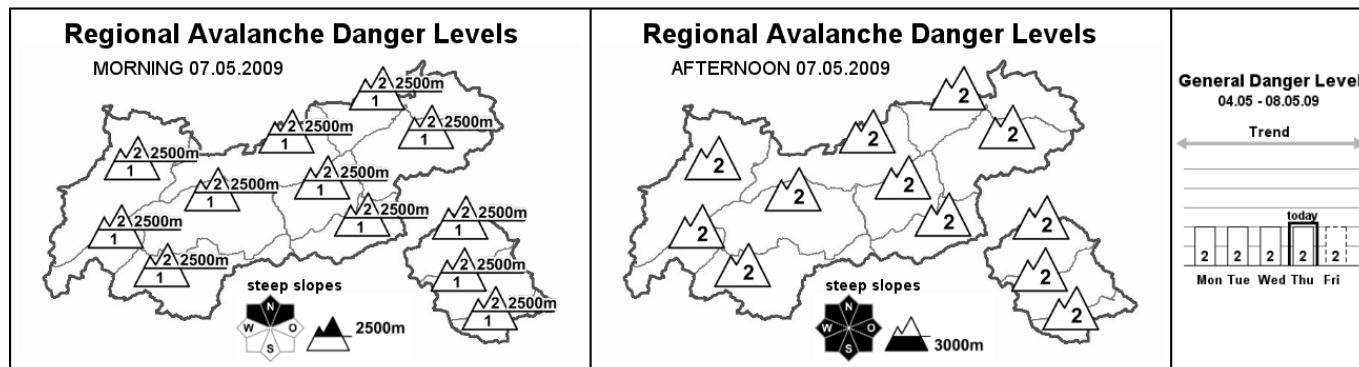 Regional Avalanche Danger Levels
MORNING 07.05.2009
2 2500m
1
2 2500m
1
2 2500m
1
2 2500m
1
2 2500m
1
2 2500m
1
2 2500m
1
2 2500m
1
2 2500m
1
2 2500m
1
2 2500m
1
2 2500m
1
steep slopes
N
W O
S
2500m
Regional Avalanche Danger Levels
AFTERNOON 07.05.2009
2
2
2
2
2
2
2
2
2
2
2
2
steep slopes
N
W O
S
3000m
General Danger Level
04.05 - 08.05.09
Trend
today
2 2 2 2 2
Mon Tue Wed Thu Fri